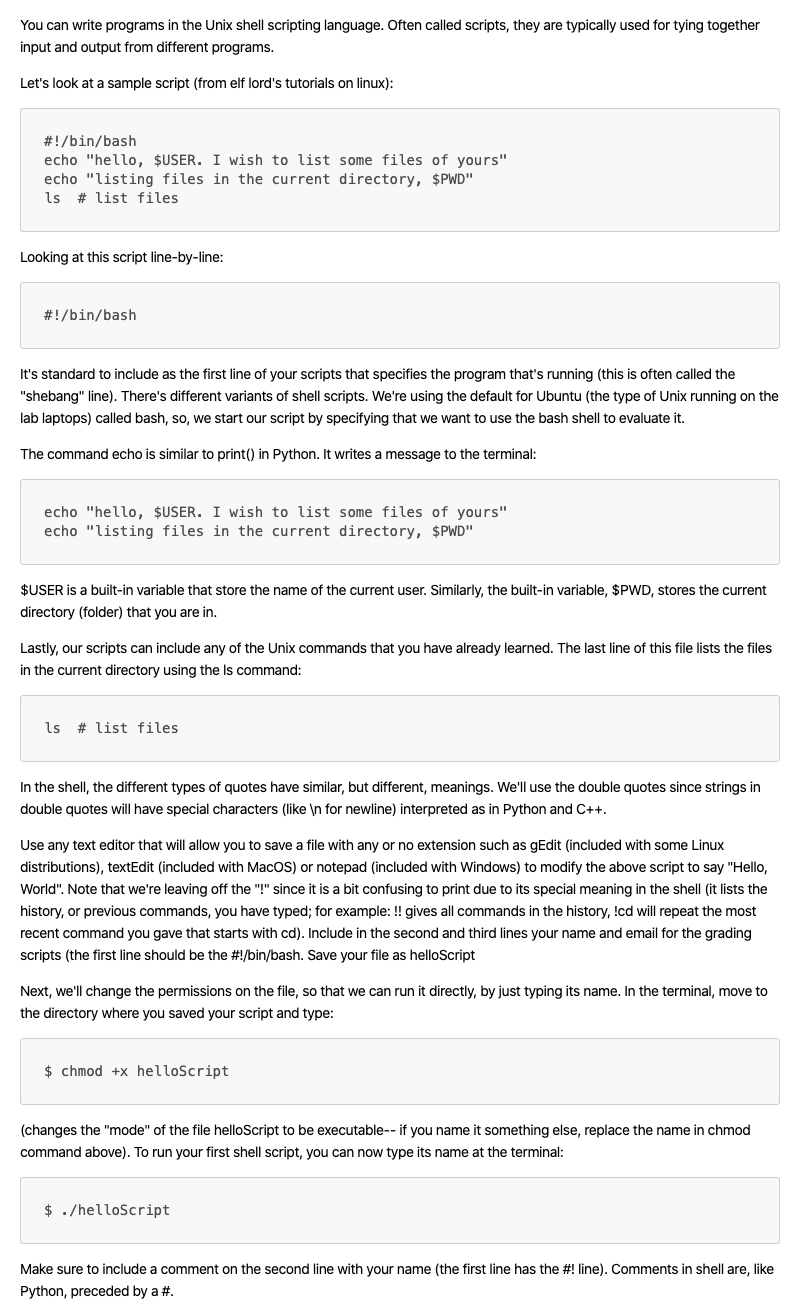 You can write programs in the Unix shell scripting language. Often called scripts, they are typically used for tying together
input and output from different programs.
Let's look at a sample script (from elf lord's tutorials on linux):
#!/bin/bash
echo "hello, $USER. I wish to list some files of yours"
echo "listing files in the current directory, $PWD"
ls  # list files
Looking at this script line-by-line:
#!/bin/bash
It's standard to include as the first line of your scripts that specifies the program that's running (this is often called the
"shebang" line). There's different variants of shell scripts. We're using the default for Ubuntu (the type of Unix running on the
lab laptops) called bash, so, we start our script by specifying that we want to use the bash shell to evaluate it.
The command echo is similar to print() in Python. It writes a message to the terminal:
echo "hello, $USER. I wish to list some files of yours"
echo "listing files in the current directory, $PWD"
$USER is a built-in variable that store the name of the current user. Similarly, the built-in variable, $PWD, stores the current
directory (folder) that you are in.
Lastly, our scripts can include any of the Unix commands that you have already learned. The last line of this file lists the files
in the current directory using the ls command:
ls  # list files
In the shell, the different types of quotes have similar, but different, meanings. We'll use the double quotes since strings in
double quotes will have special characters (like \n for newline) interpreted as in Python and C++.
Use any text editor that will allow you to save a file with any or no extension such as gEdit (included with some Linux
distributions), textEdit (included with MacOS) or notepad (included with Windows) to modify the above script to say "Hello,
World". Note that we're leaving off the "!" since it is a bit confusing to print due to its special meaning in the shell (it lists the
history, or previous commands, you have typed; for example: !! gives all commands in the history, !cd will repeat the most
recent command you gave that starts with cd). Include in the second and third lines your name and email for the grading
scripts (the first line should be the #!/bin/bash. Save your file as helloScript
Next, we'll change the permissions on the file, so that we can run it directly, by just typing its name. In the terminal, move to
the directory where you saved your script and type:
$ chmod +x helloScript
(changes the "mode" of the file helloScript to be executable-- if you name it something else, replace the name in chmod
command above). To run your first shell script, you can now type its name at the terminal:
$ ./helloScript
Make sure to include a comment on the second line with your name (the first line has the #! line). Comments in shell are, like
Python, preceded by a #.